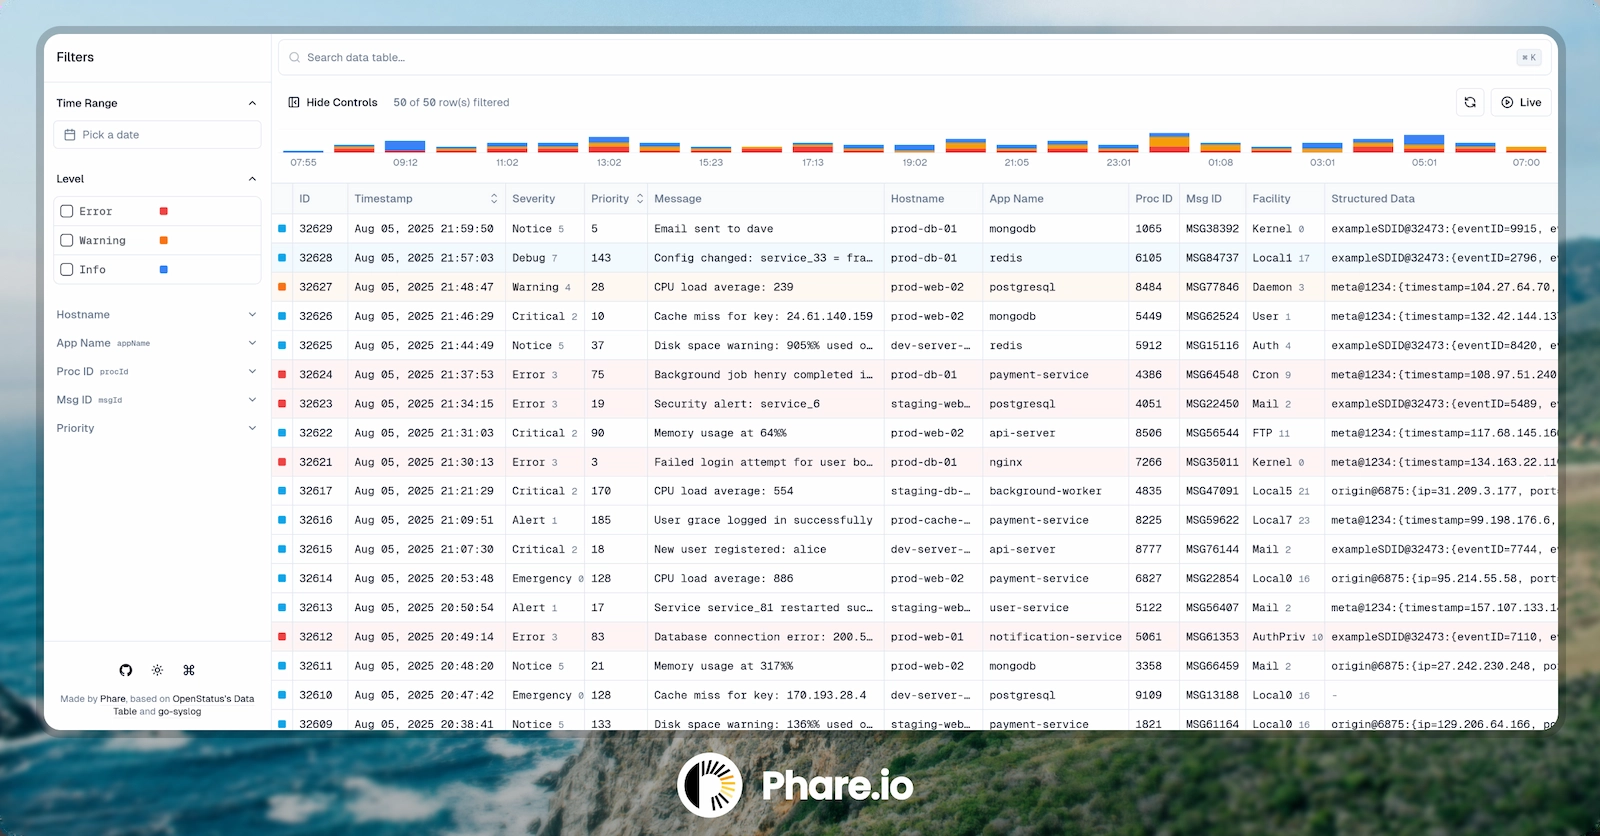 Filters
Search data table...
⌘ K
Time Range
Pick a date
Level
Error
Warning
Info
Hostname
App Name appName
Proc ID procId
Msg ID msgId
Priority
Made by Phare, based on OpenStatus's Data
Table and go-syslog
Hide Controls 50 of 50 row(s) filtered
Live
07:55 09:12 11:02 13:02 15:23 17:13 19:02 21:05 23:01 01:08 03:01 05:01 07:00
ID Timestamp Severity Priority Message Hostname App Name Proc ID Msg ID Facility Structured Data
32629 Aug 05, 2025 21:59:50 Notice 5 5 Email sent to dave prod-db-01 mongodb 1065 MSG38392 Kernel 0 exampleSDID@32473:{eventID=9915, e
32628 Aug 05, 2025 21:57:03 Debug 7 143 Config changed: service_33 = fra… prod-db-01 redis 6105 MSG84737 Local1 17 exampleSDID@32473:{eventID=2796, e
32627 Aug 05, 2025 21:48:47 Warning 4 28 CPU load average: 239 prod-web-02 postgresql 8484 MSG77846 Daemon 3 meta@1234:{timestamp=104.27.64.70,
32626 Aug 05, 2025 21:46:29 Critical 2 10 Cache miss for key: 24.61.140.159 prod-web-02 mongodb 5449 MSG62524 User 1 meta@1234:{timestamp=132.42.144.13
32625 Aug 05, 2025 21:44:49 Notice 5 37 Disk space warning: 905%% used o… dev-server-… redis 5912 MSG15116 Auth 4 exampleSDID@32473:{eventID=8420, e
32624 Aug 05, 2025 21:37:53 Error 3 75 Background job henry completed i… prod-db-01 payment-service 4386 MSG64548 Cron 9 meta@1234:{timestamp=108.97.51.240
32623 Aug 05, 2025 21:34:15 Error 3 19 Security alert: service_6 staging-web… postgresql 4051 MSG22450 Mail 2 exampleSDID@32473:{eventID=5489, e
32622 Aug 05, 2025 21:31:03 Critical 2 90 Memory usage at 64%% prod-web-02 api-server 8506 MSG56544 FTP 11 meta@1234:{timestamp=117.68.145.16
32621 Aug 05, 2025 21:30:13 Error 3 3 Failed login attempt for user bo… prod-db-01 nginx 7266 MSG35011 Kernel 0 meta@1234:{timestamp=134.163.22.11
32617 Aug 05, 2025 21:21:29 Critical 2 170 CPU load average: 554 staging-db-… background-worker 4835 MSG47091 Local5 21 origin@6875:{ip=31.209.3.177, port
32616 Aug 05, 2025 21:09:51 Alert 1 185 User grace logged in successfully prod-cache-… payment-service 8225 MSG59622 Local7 23 meta@1234:{timestamp=99.198.176.6,
32615 Aug 05, 2025 21:07:30 Critical 2 18 New user registered: alice dev-server-… api-server 8777 MSG76144 Mail 2 exampleSDID@32473:{eventID=7744, e
32614 Aug 05, 2025 20:53:48 Emergency 0 128 CPU load average: 886 prod-web-02 payment-service 6827 MSG22854 Local0 16 origin@6875:{ip=95.214.55.58, port
32613 Aug 05, 2025 20:50:54 Alert 1 17 Service service_81 restarted suc… staging-web… user-service 5122 MSG56407 Mail 2 meta@1234:{timestamp=157.107.133.1
32612 Aug 05, 2025 20:49:14 Error 3 83 Database connection error: 200.5… prod-web-01 notification-service 5061 MSG61353 AuthPriv 10 exampleSDID@32473:{eventID=7110, e
32611 Aug 05, 2025 20:48:20 Notice 5 21 Memory usage at 317%% prod-web-02 mongodb 3358 MSG66459 Mail 2 origin@6875:{ip=27.242.230.248, po
32610 Aug 05, 2025 20:47:42 Emergency 0 128 Cache miss for key: 170.193.28.4 dev-server-… postgresql 9109 MSG13188 Local0 16 -
32609 Aug 05, 2025 20:38:41 Notice 5 133 Disk space warning: 136%% used o… staging-web… payment-service 1821 MSG61164 Local0 16 origin@6875:{ip=129.206.64.166, po
Phare.io